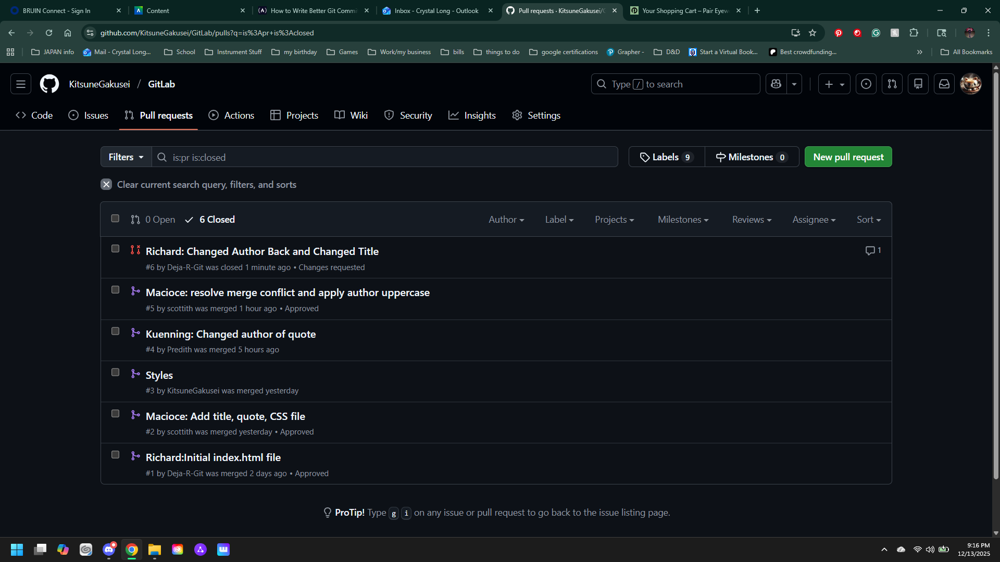 BRUIN Connect - Sign In
Content
How to Write Better Git Commi
Inbox - Crystal Long - Outlook
Pull requests · KitsuneGakusei/G
Your Shopping Cart – Pair Eyew
github.com/KitsuneGakusei/GitLab/pulls?q=is%3Apr+is%3Aclosed
JAPAN info
Mail - Crystal Long...
School
Instrument Stuff
my birthday
Games
Work/my business
bills
things to do
google certifications
Grapher -
D&D
Start a Virtual Book...
Best crowdfunding...
All Bookmarks
KitsuneGakusei / GitLab
Type / to search
Code
Issues
Pull requests
Actions
Projects
Wiki
Security
Insights
Settings
Filters
is:pr is:closed
Labels 9
Milestones 0
New pull request
Clear current search query, filters, and sorts
0 Open
6 Closed
Author
Label
Projects
Milestones
Reviews
Assignee
Sort
Richard: Changed Author Back and Changed Title
1
#6 by Deja-R-Git was closed 1 minute ago • Changes requested
Macioce: resolve merge conflict and apply author uppercase
#5 by scottith was merged 1 hour ago • Approved
Kuenning: Changed author of quote
#4 by Predith was merged 5 hours ago
Styles
#3 by KitsuneGakusei was merged yesterday
Macioce: Add title, quote, CSS file
#2 by scottith was merged yesterday • Approved
Richard:Initial index.html file
#1 by Deja-R-Git was merged 2 days ago • Approved
ProTip! Type g i on any issue or pull request to go back to the issue listing page.
9:16 PM
12/13/2025